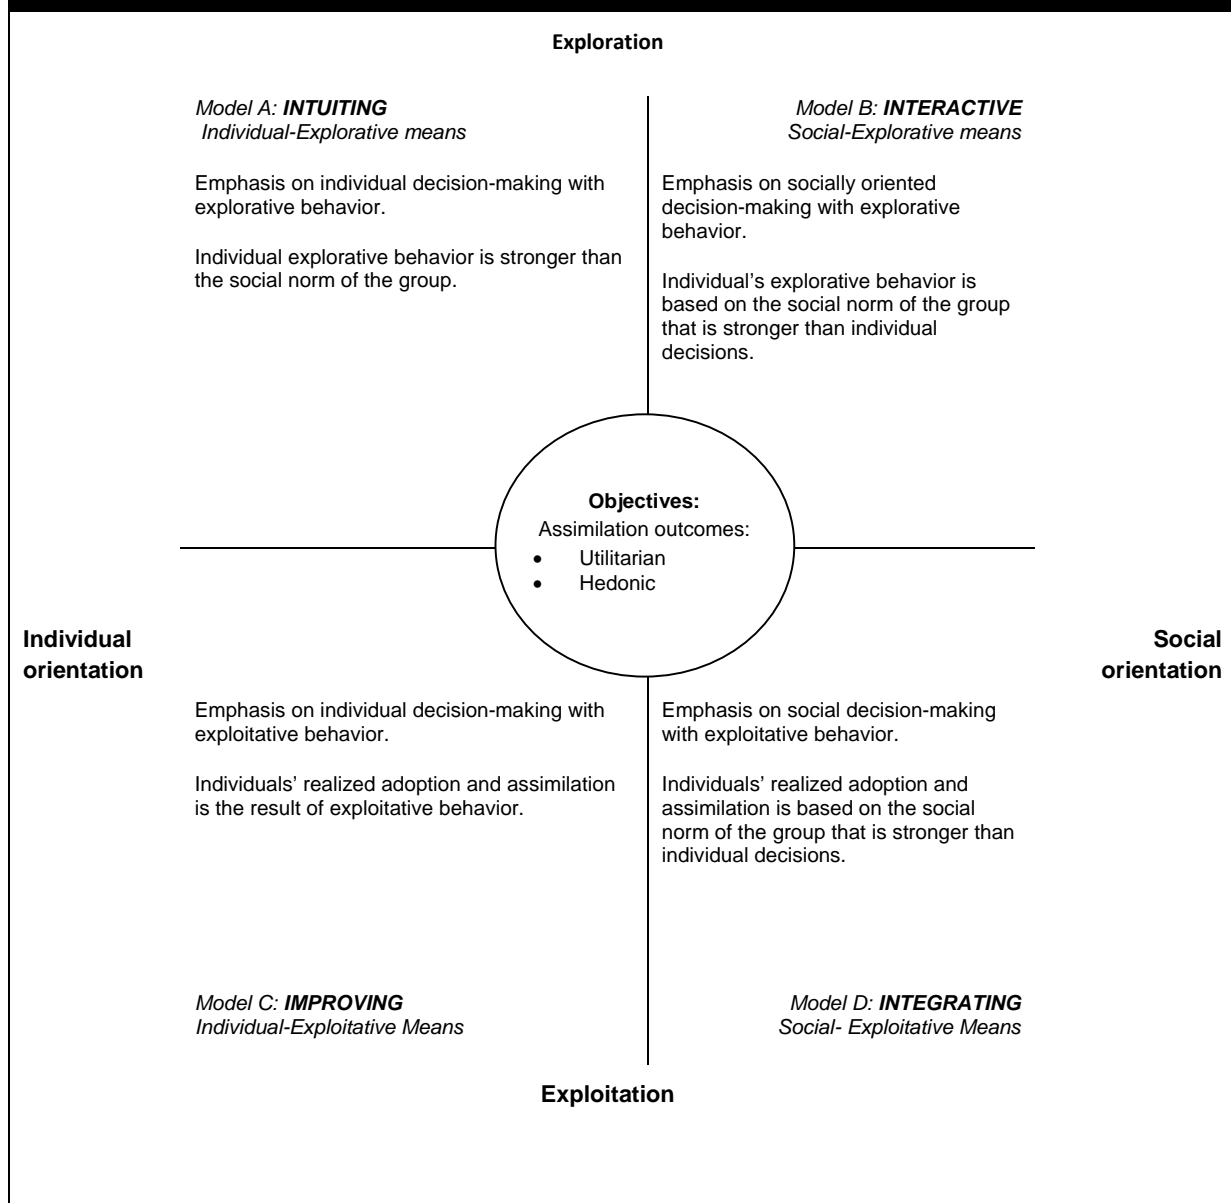 Exploration
Model A: INTUITING
Individual-Explorative means
Emphasis on individual decision-making with
explorative behavior.
Individual explorative behavior is stronger than
the social norm of the group.
Model B: INTERACTIVE
Social-Explorative means
Emphasis on socially oriented
decision-making with explorative
behavior.
Individual’s explorative behavior is
based on the social norm of the group
that is stronger than individual
decisions.
Objectives:
Assimilation outcomes:
• Utilitarian
• Hedonic
Individual
orientation
Social
orientation
Emphasis on individual decision-making with
exploitative behavior.
Individuals’ realized adoption and assimilation
is the result of exploitative behavior.
Model C: IMPROVING
Individual-Exploitative Means
Emphasis on social decision-making
with exploitative behavior.
Individuals’ realized adoption and
assimilation is based on the social
norm of the group that is stronger than
individual decisions.
Model D: INTEGRATING
Social- Exploitative Means
Exploitation